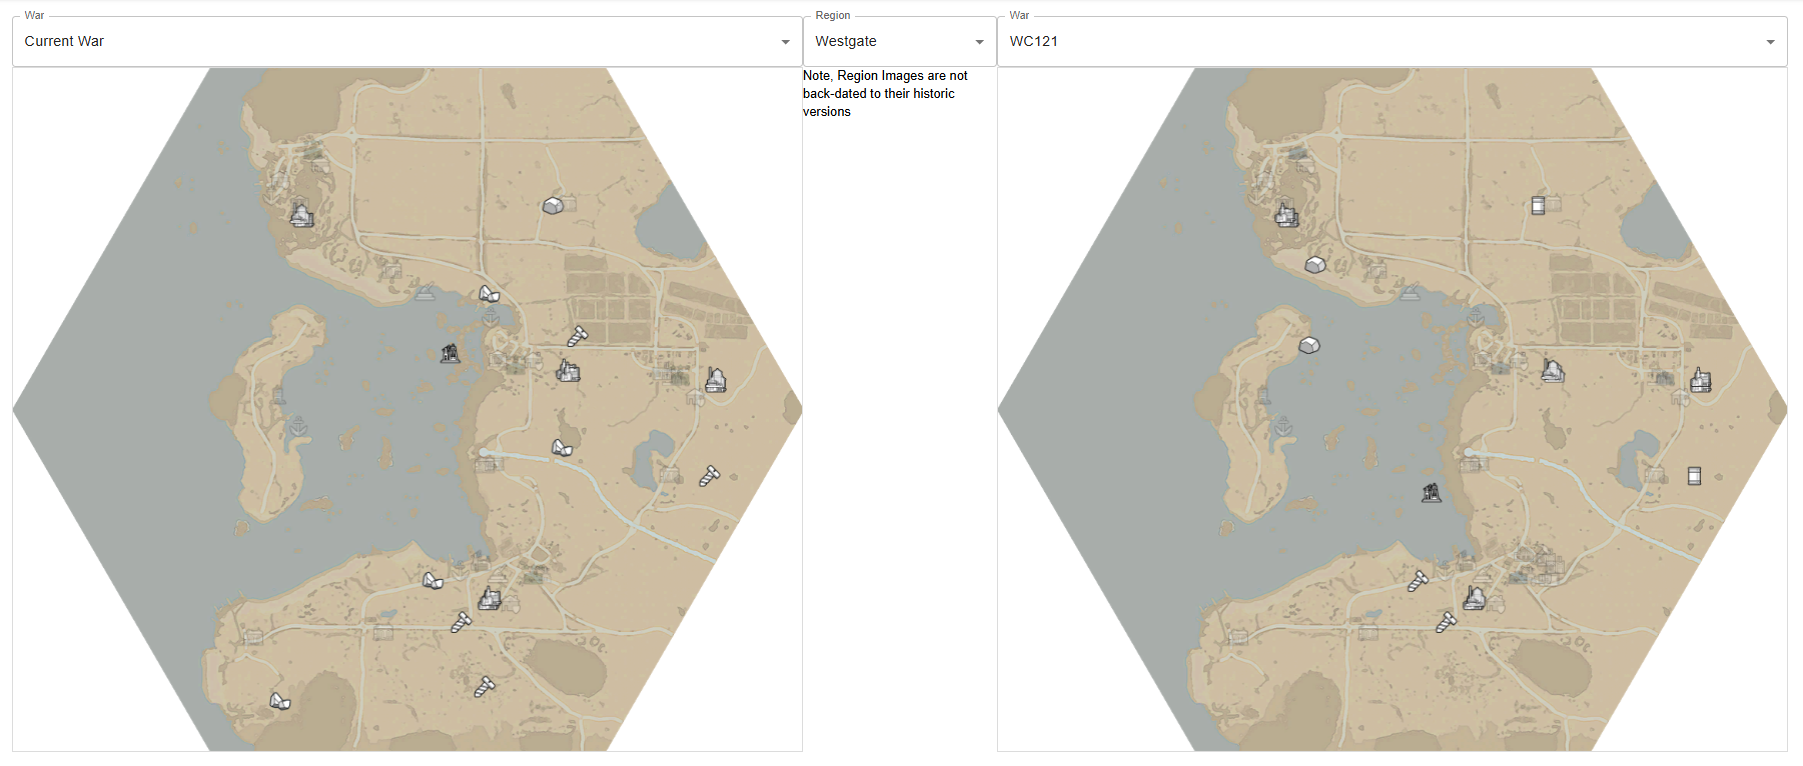 War
Current War
Region
Westgate
War
WC121
Note, Region Images are not
back-dated to their historic
versions